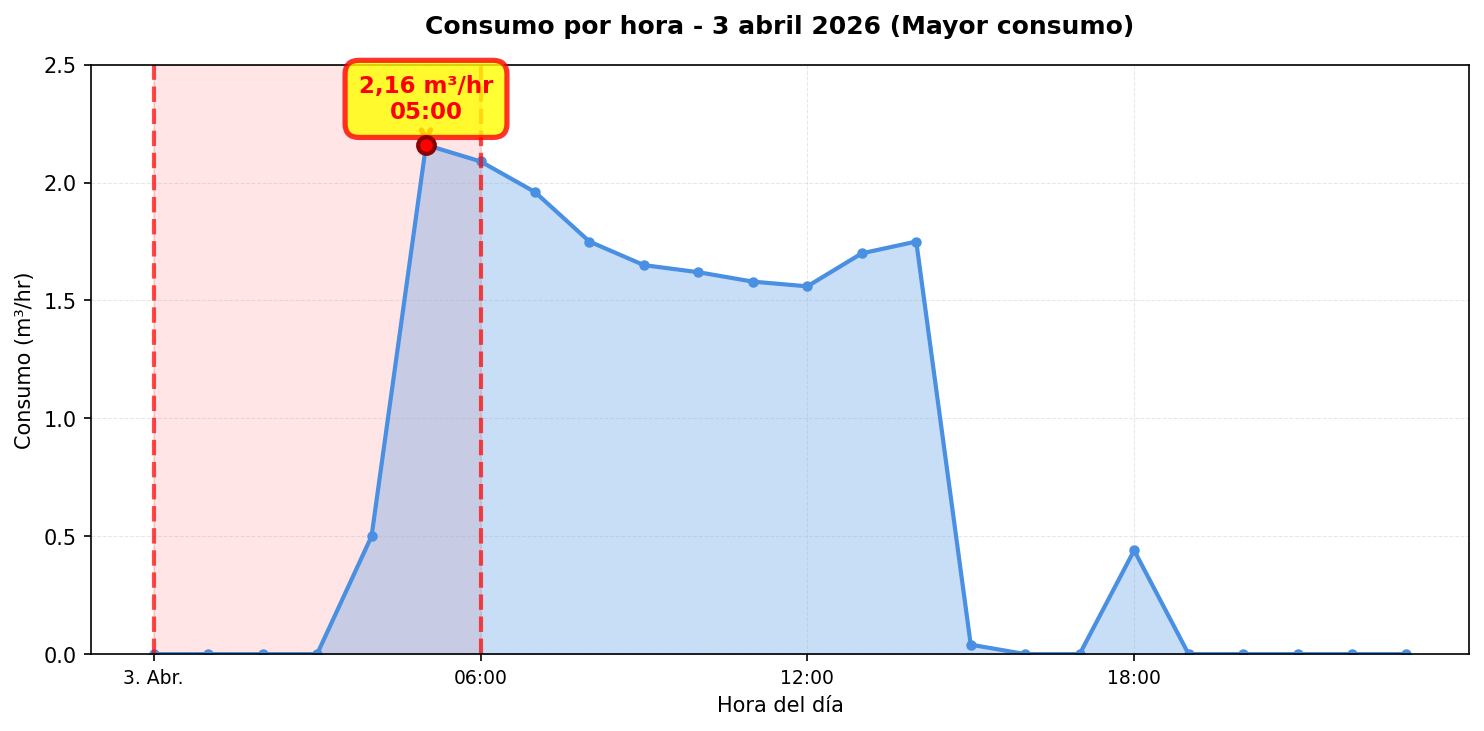 Consumo por hora - 3 abril 2026 (Mayor consumo)
2,16 m³/hr
05:00
2.5
2.0
1.5
1.0
0.5
0.0
Consumo (m³/hr)
3. Abr.
06:00
12:00
18:00
Hora del día